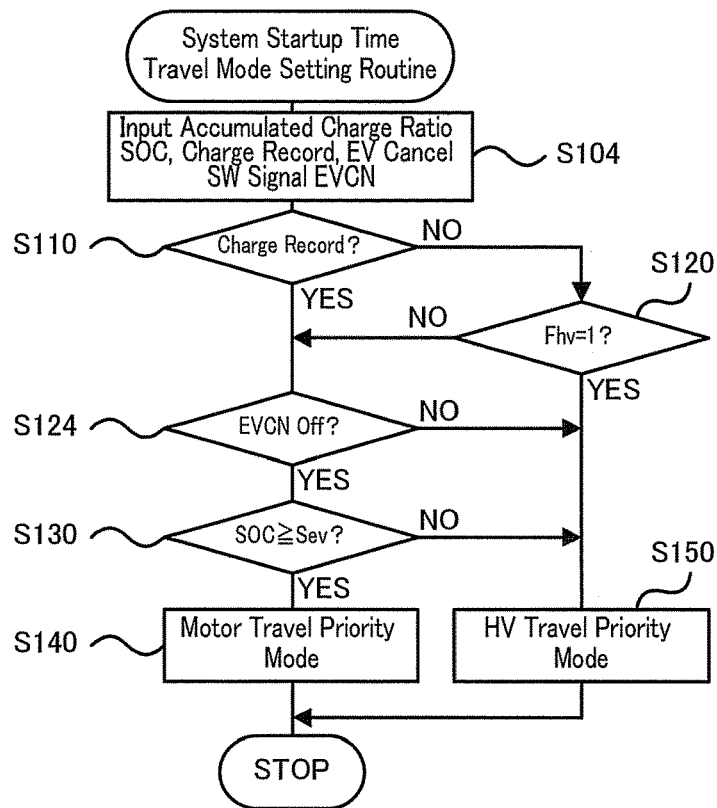 System Startup Time
Travel Mode Setting Routine
Input Accumulated Charge Ratio
SOC, Charge Record, EV Cancel
SW Signal EVCN
S104
S110
Charge Record?
NO
YES
S120
NO
Fhv=1?
YES
S124
EVCN Off?
NO
YES
S130
SOC≧Sev?
NO
YES
S150
S140
Motor Travel Priority
Mode
HV Travel Priority
Mode
STOP